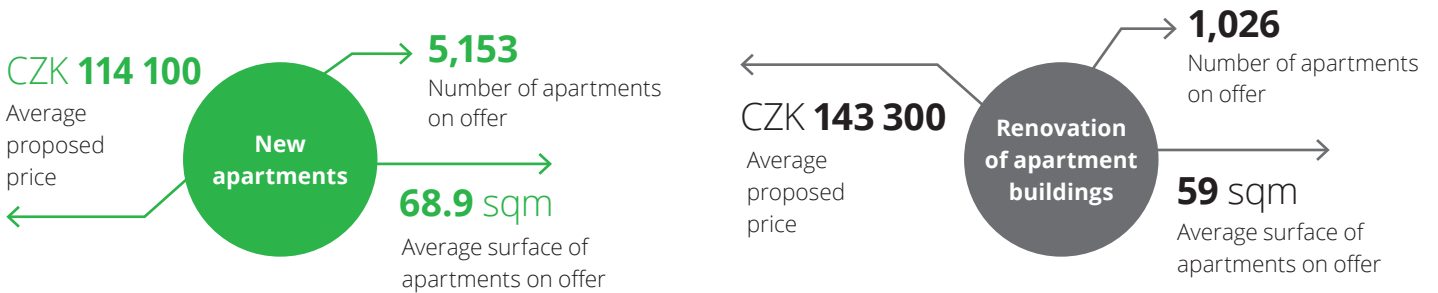 CZK 114 100
Average
proposed
price
New
apartments
5,153
Number of apartments
on offer
68.9 sqm
Average surface of
apartments on offer
CZK 143 300
Average
proposed
price
Renovation
of apartment
buildings
1,026
Number of apartments
on offer
59 sqm
Average surface of
apartments on offer